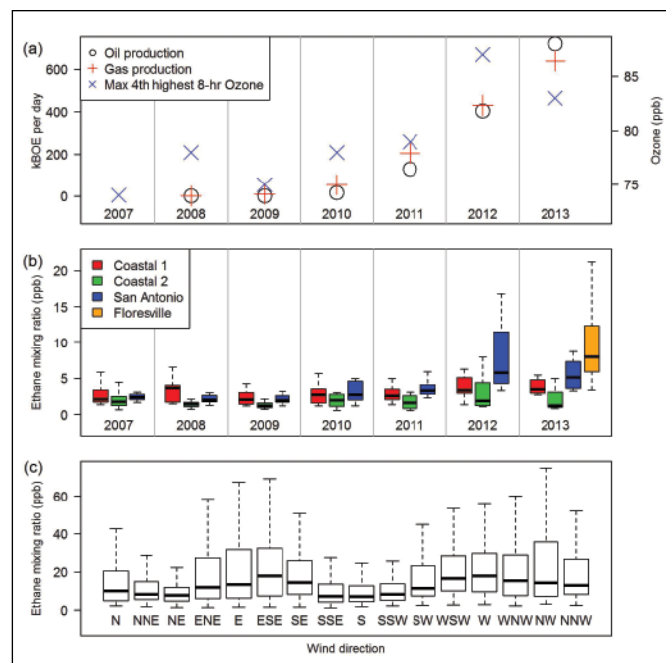 (a)
Oil production
Gas production
Max 4th highest 8-hr Ozone
kBOE per day
600
400
200
0
Ozone (ppb)
85
80
75
2007 2008 2009 2010 2011 2012 2013
(b)
Coastal 1
Coastal 2
San Antonio
Floresville
Ethane mixing ratio (ppb)
20
15
10
5
0
2007 2008 2009 2010 2011 2012 2013
(c)
Ethane mixing ratio (ppb)
60
40
20
0
N NNE NE ENE E ESE SE SSE S SSW SW WSW W WNW NW NNW
Wind direction